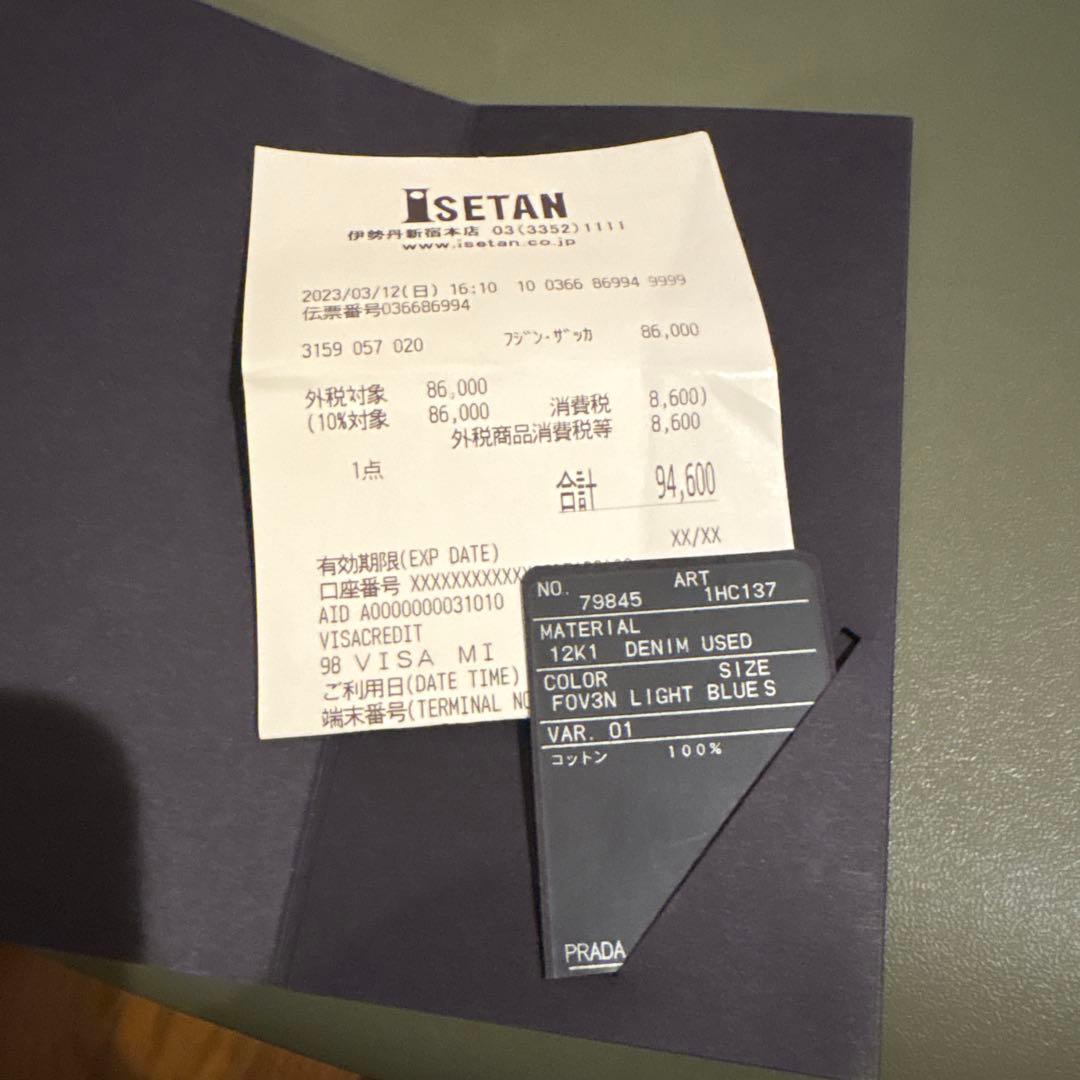 ISETAN
伊勢丹新宿本店 03(3352)1111
www.isetan.co.jp
2023/03/12(日) 16:10 10 0366 86994 9999
伝票番号036686994
3159 057 020 フジン・ザッカ 86,000
外税対象 86,000
(10%対象 86,000 消費税 8,600)
外税商品消費税等 8,600
1点
合計 94,600
有効期限(EXP DATE) XX/XX
口座番号 XXXXXXXXXXXX
AID A0000000031010
VISACREDIT
98 VISA MI
ご利用日(DATE TIME)
端末番号(TERMINAL NO
NO. 79845 ART 1HC137
MATERIAL
12K1 DENIM USED
COLOR SIZE
F0V3N LIGHT BLUE S
VAR. 01
コットン 100%
PRADA